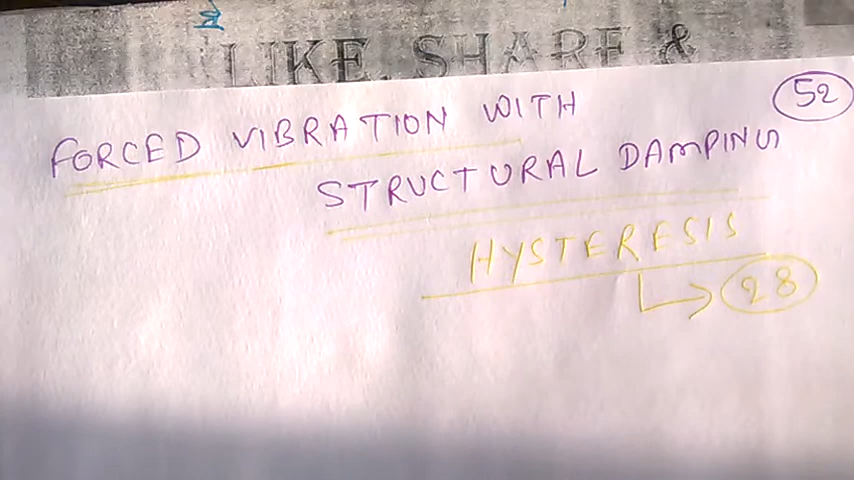 LIKE, SHARE &
52
FORCED VIBRATION WITH
STRUCTURAL DAMPING
HYSTERESIS
28